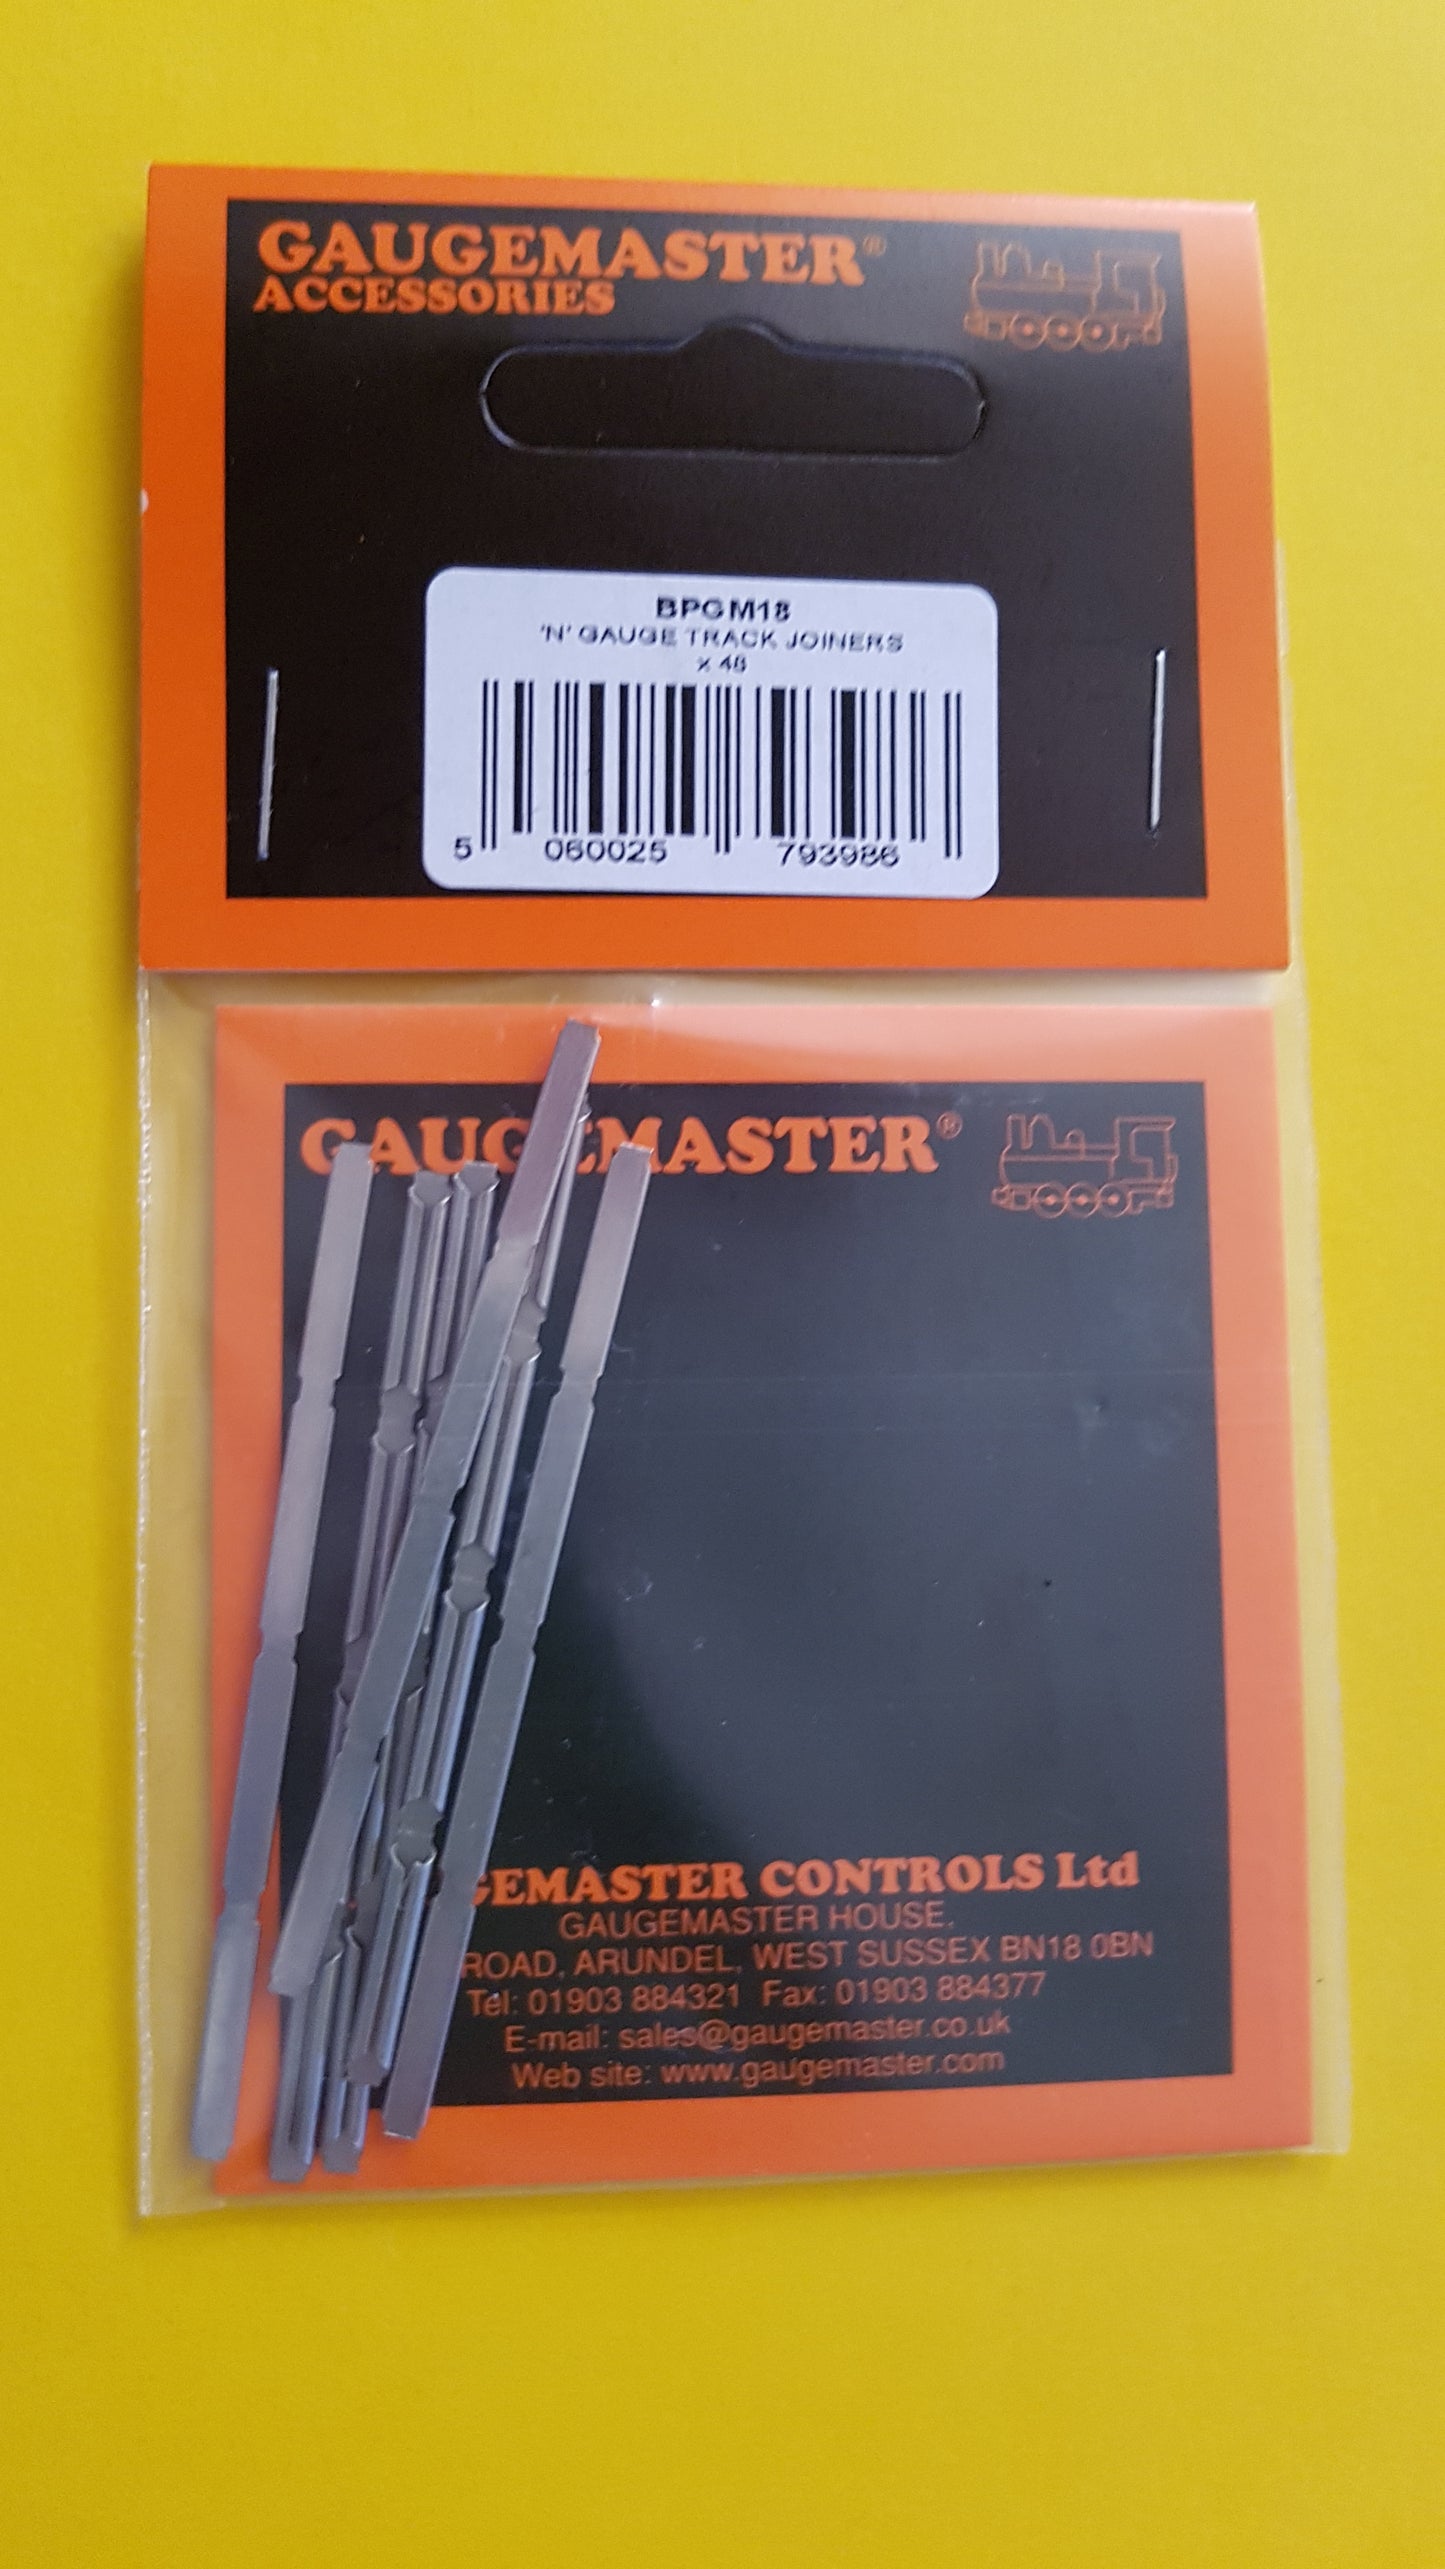 GAUGEMASTER®
ACCESSORIES
BPGM18
'N' GAUGE TRACK JOINERS
x 48
5 060025 793986
GAUGEMASTER®
GEMASTER CONTROLS Ltd
GAUGEMASTER HOUSE,
ROAD, ARUNDEL, WEST SUSSEX BN18 0BN
Tel: 01903 884321 Fax: 01903 884377
E-mail: sales@gaugemaster.co.uk
Web site: www.gaugemaster.com